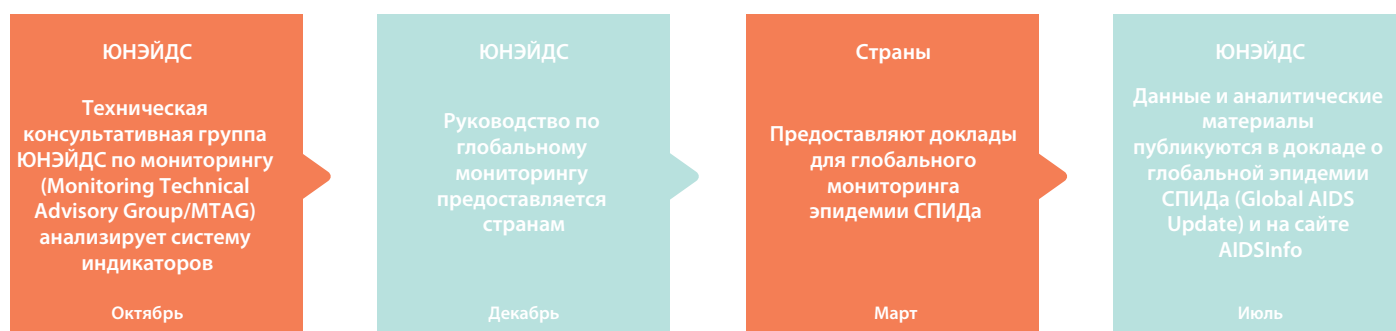 ЮНЭЙДС
Техническая
консультативная группа
ЮНЭЙДС по мониторингу
(Monitoring Technical
Advisory Group/MTAG)
анализирует систему
индикаторов
Октябрь
ЮНЭЙДС
Руководство по
глобальному
мониторингу
предоставляется
странам
Декабрь
Страны
Предоставляют доклады
для глобального
мониторинга
эпидемии СПИДа
Март
ЮНЭЙДС
Данные и аналитические
материалы
публикуются в докладе о
глобальной эпидемии
СПИДа (Global AIDS
Update) и на сайте
AIDSInfo
Июль